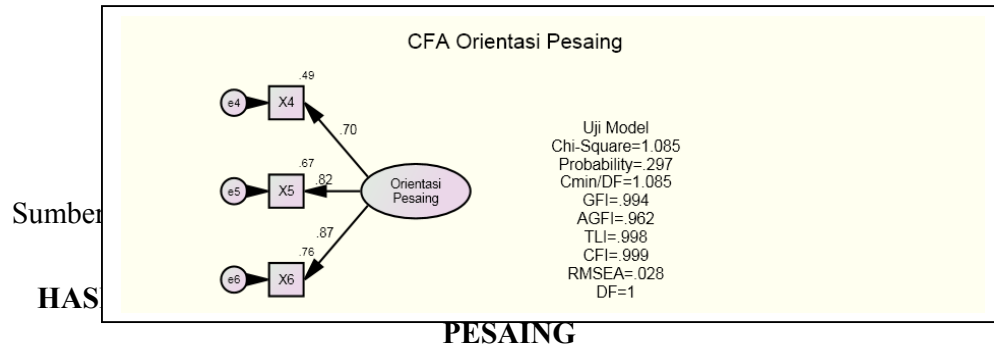 CFA Orientasi Pesaing
.49
e4 X4
.70
.67
.82
e5 X5
Orientasi
Pesaing
.87
.76
e6 X6
Uji Model
Chi-Square=1.085
Probability=.297
Cmin/DF=1.085
GFI=.994
AGFI=.962
TLI=.998
CFI=.999
RMSEA=.028
DF=1
Sumber
PESAING